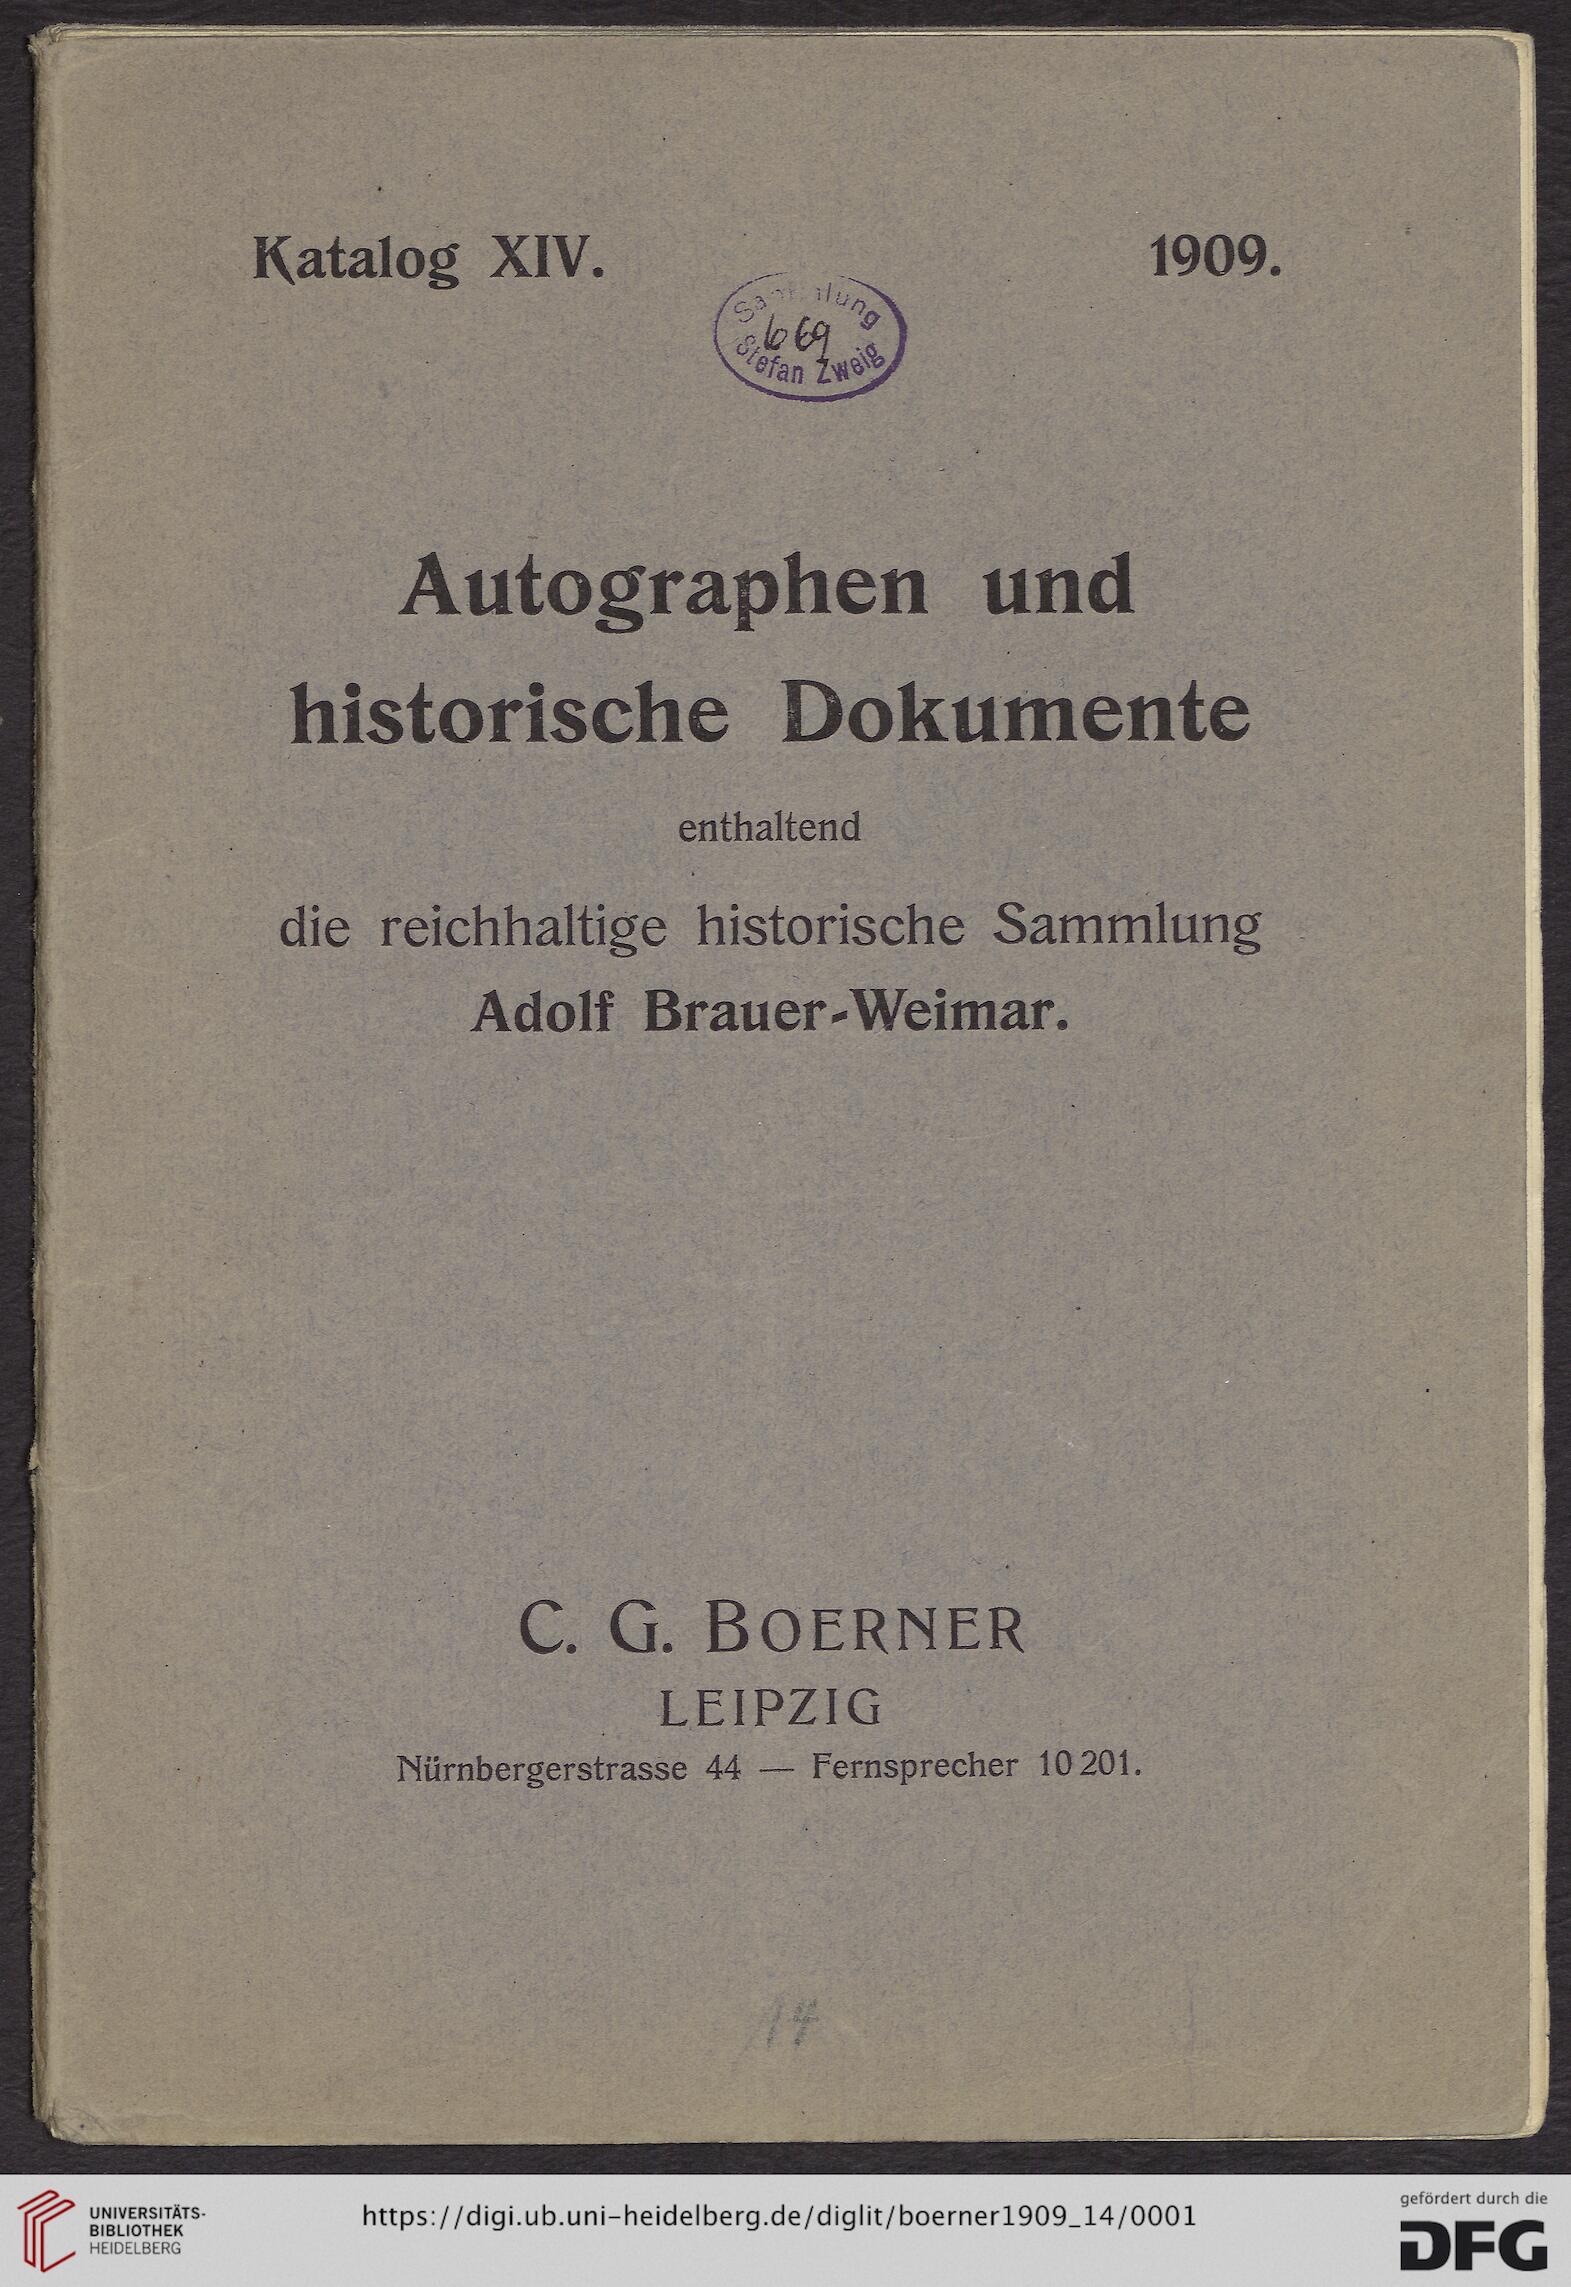 Katalog XIV. 1909.
Sammlung
669
Stefan Zweig
Autographen und
historische Dokumente
enthaltend
die reichhaltige historische Sammlung
Adolf Brauer-Weimar.
C. G. BOERNER
LEIPZIG
Nürnbergerstrasse 44 — Fernsprecher 10201.
14
UNIVERSITÄTS-
BIBLIOTHEK
HEIDELBERG
https://digi.ub.uni-heidelberg.de/diglit/boerner1909_14/0001
gefördert durch die
DFG